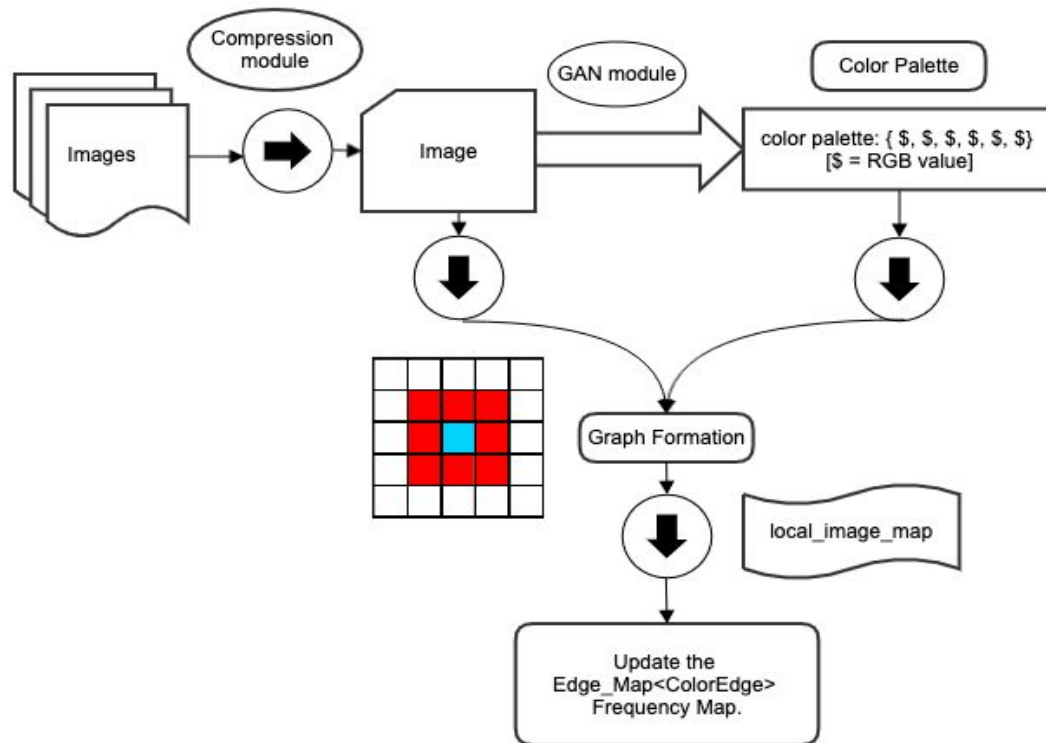 Compression
module
GAN module
Color Palette
Images
Image
color palette: { $, $, $, $, $, $}
[$ = RGB value]
Graph Formation
local_image_map
Update the
Edge_Map<ColorEdge>
Frequency Map.